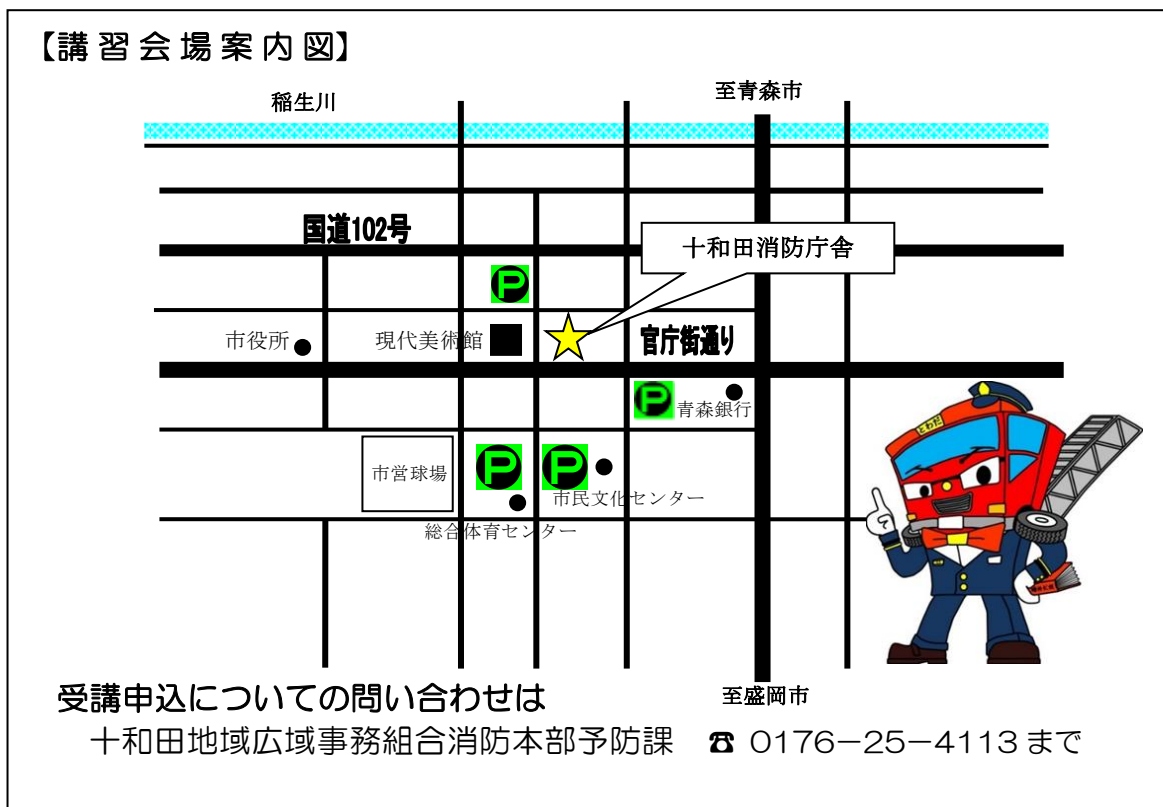 【講習会場案内図】
稲生川
至青森市
国道102号
十和田消防庁舎
P
市役所
現代美術館
官庁街通り
P
青森銀行
市営球場
P
P
市民文化センター
総合体育センター
とわだ
至盛岡市
受講申込についての問い合わせは
十和田地域広域事務組合消防本部予防課　☎ 0176−25−4113まで